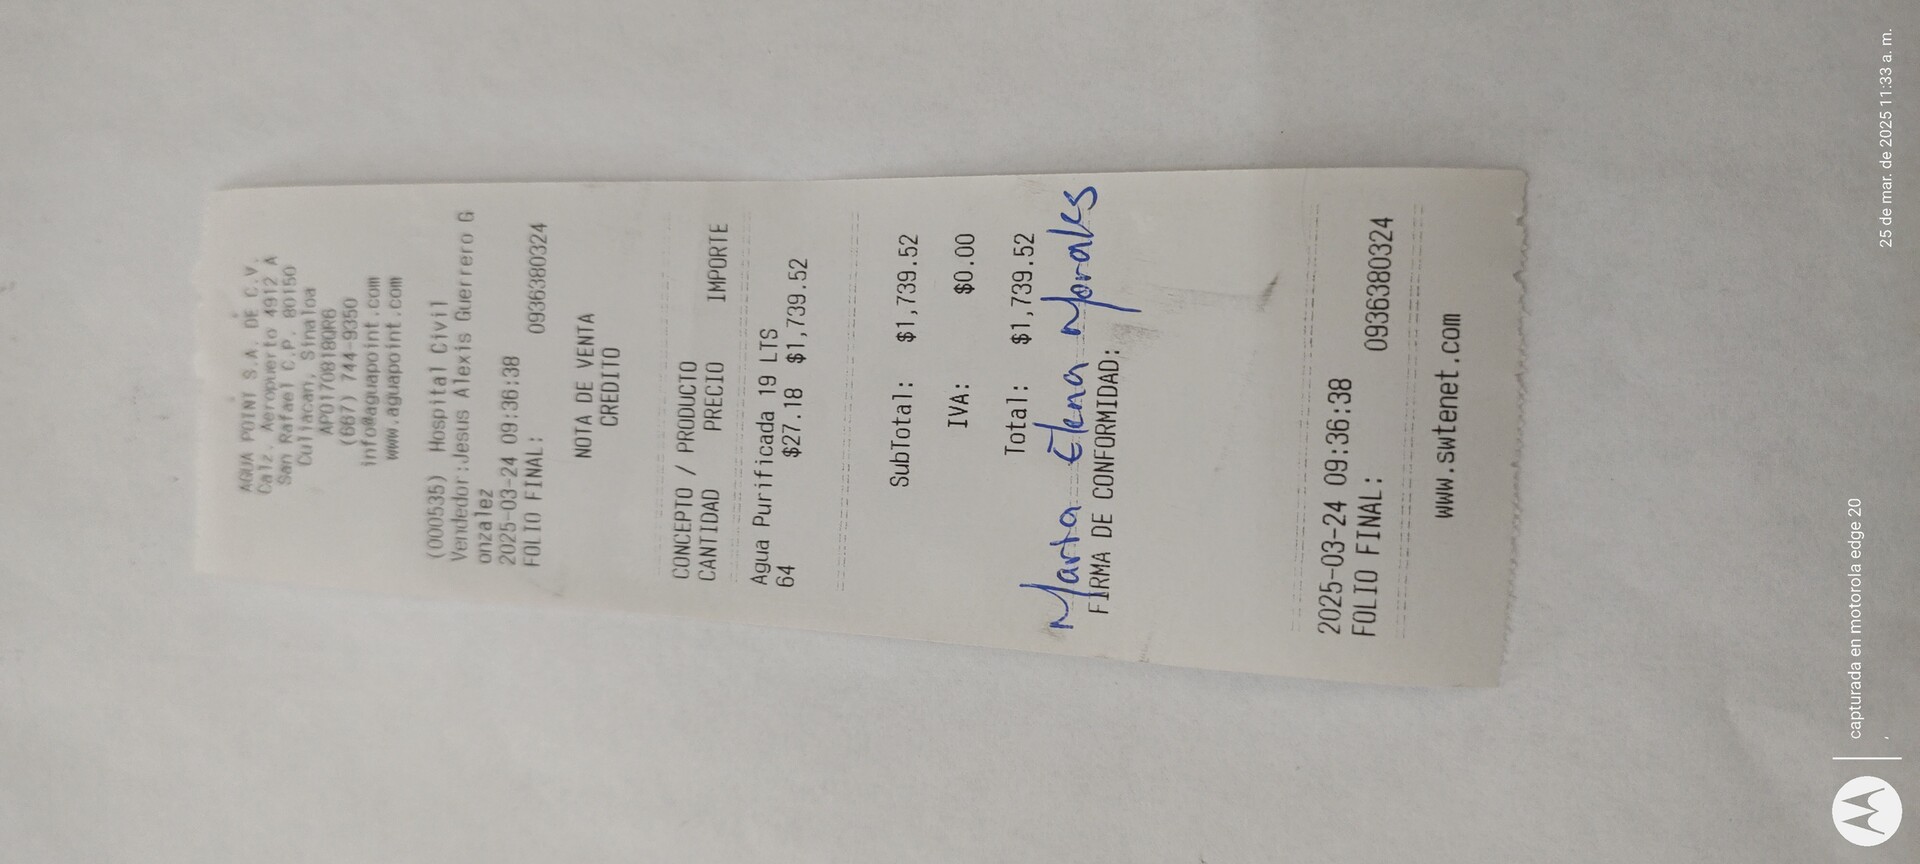 AGUA POINT S.A. DE C.V.
Calz. Aeropuerto 4912 A
San Rafael C.P. 80150
Culiacan, Sinaloa
APO170818QR6
(667) 744-9350
info@aguapoint.com
www.aguapoint.com
(000535) Hospital Civil
Vendedor:Jesus Alexis Guerrero G
onzalez
2025-03-24 09:36:38
FOLIO FINAL: 0936380324
NOTA DE VENTA
CREDITO
CONCEPTO / PRODUCTO
CANTIDAD PRECIO IMPORTE
Agua Purificada 19 LTS
64 $27.18 $1,739.52
SubTotal: $1,739.52
IVA: $0.00
Total: $1,739.52
Maria Elena Morales
FIRMA DE CONFORMIDAD:
2025-03-24 09:36:38
FOLIO FINAL: 0936380324
www.swtenet.com
capturada en motorola edge 20
25 de mar. de 2025 11:33 a. m.